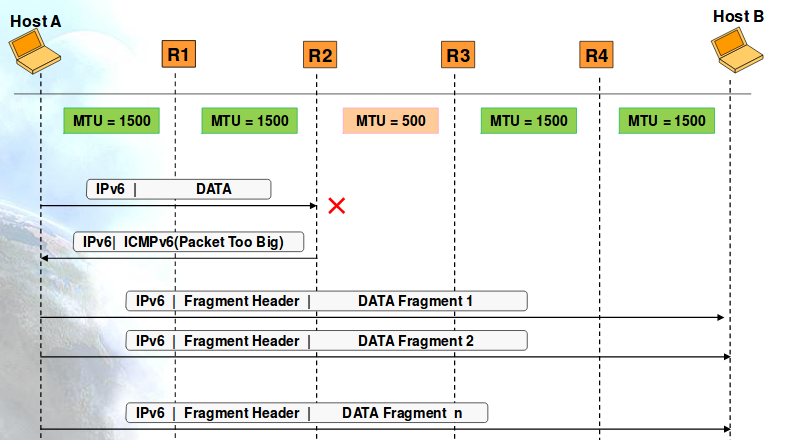 Host A
Host B
R1
R2
R3
R4
MTU = 1500
MTU = 1500
MTU = 500
MTU = 1500
MTU = 1500
IPv6 | DATA
IPv6| ICMPv6(Packet Too Big)
IPv6 | Fragment Header | DATA Fragment 1
IPv6 | Fragment Header | DATA Fragment 2
IPv6 | Fragment Header | DATA Fragment n